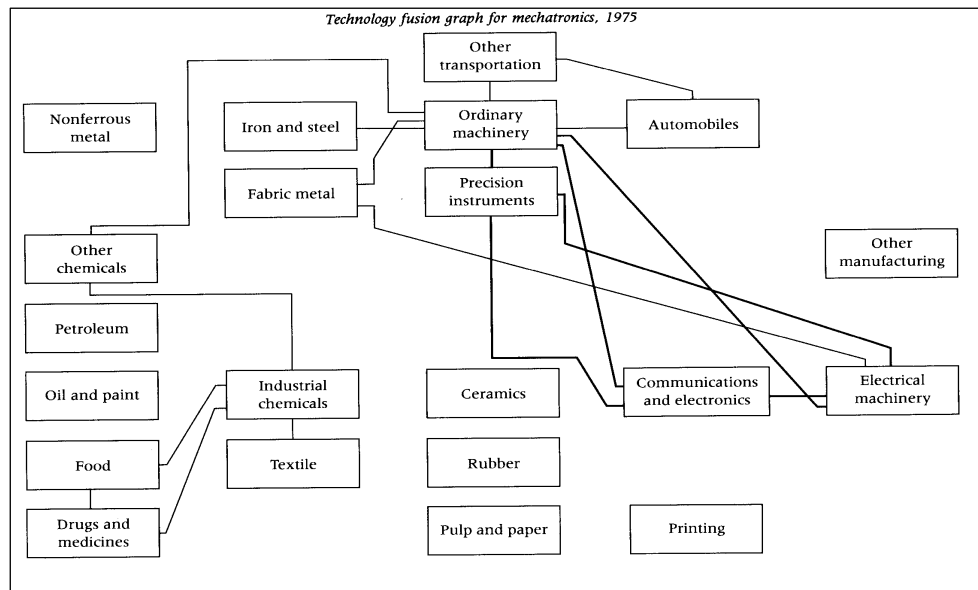 Technology fusion graph for mechatronics, 1975
Other
transportation
Nonferrous
metal
Iron and steel
Ordinary
machinery
Automobiles
Fabric metal
Precision
instruments
Other
chemicals
Other
manufacturing
Petroleum
Oil and paint
Industrial
chemicals
Ceramics
Communications
and electronics
Electrical
machinery
Food
Textile
Rubber
Drugs and
medicines
Pulp and paper
Printing